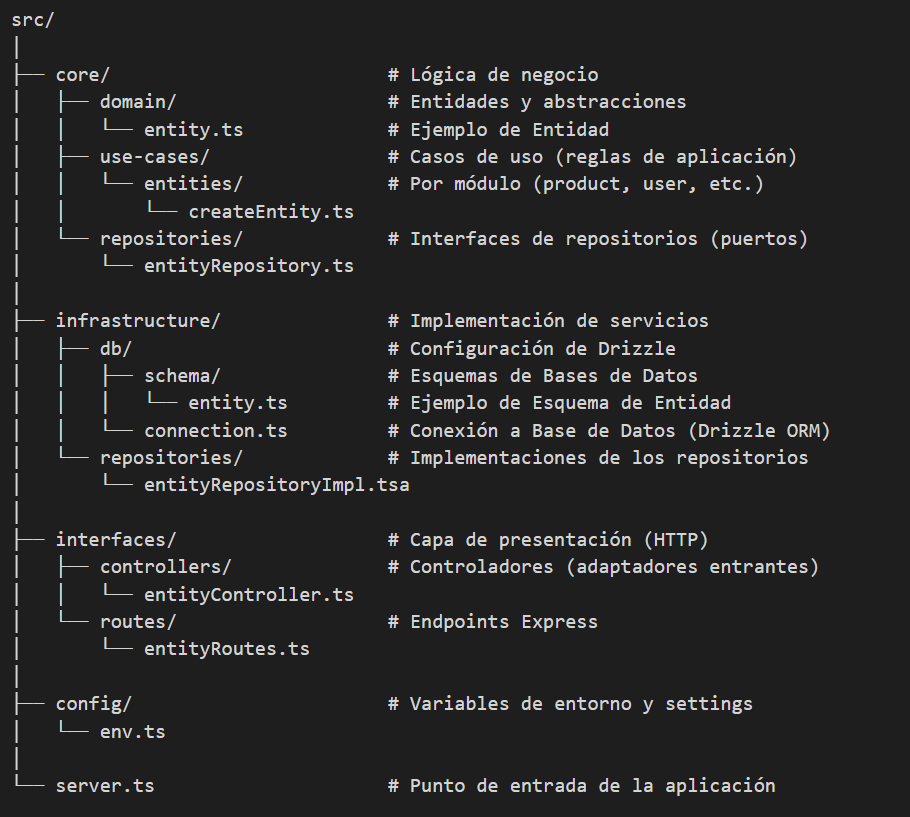 src/
│
├── core/                         # Lógica de negocio
│   ├── domain/                   # Entidades y abstracciones
│   │   └── entity.ts             # Ejemplo de Entidad
│   ├── use-cases/                # Casos de uso (reglas de aplicación)
│   │   └── entities/             # Por módulo (product, user, etc.)
│   │       └── createEntity.ts
│   └── repositories/             # Interfaces de repositorios (puertos)
│       └── entityRepository.ts
│
├── infrastructure/               # Implementación de servicios
│   ├── db/                       # Configuración de Drizzle
│   │   ├── schema/               # Esquemas de Bases de Datos
│   │   │   └── entity.ts         # Ejemplo de Esquema de Entidad
│   │   └── connection.ts         # Conexión a Base de Datos (Drizzle ORM)
│   └── repositories/             # Implementaciones de los repositorios
│       └── entityRepositoryImpl.tsa
│
├── interfaces/                   # Capa de presentación (HTTP)
│   ├── controllers/              # Controladores (adaptadores entrantes)
│   │   └── entityController.ts
│   └── routes/                   # Endpoints Express
│       └── entityRoutes.ts
│
├── config/                       # Variables de entorno y settings
│   └── env.ts
│
└── server.ts                     # Punto de entrada de la aplicación